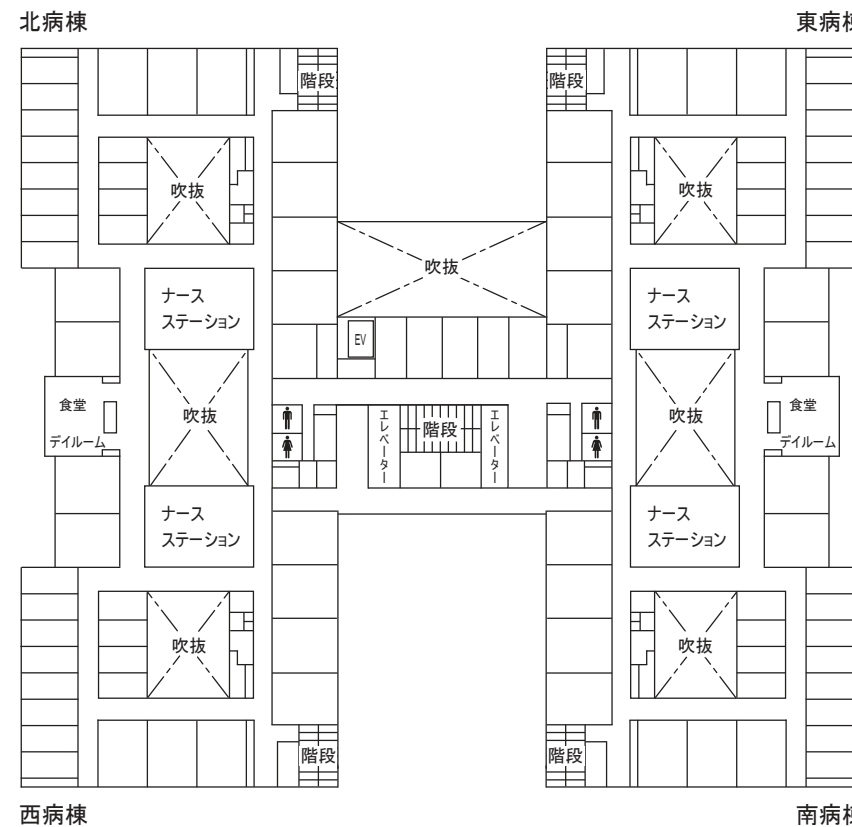 北病棟
東病棟
階段
階段
吹抜
吹抜
吹抜
ナース
ステーション
ナース
ステーション
EV
食堂
デイルーム
吹抜
エレベーター
階段
エレベーター
吹抜
食堂
デイルーム
ナース
ステーション
ナース
ステーション
吹抜
吹抜
階段
階段
西病棟
南病棟